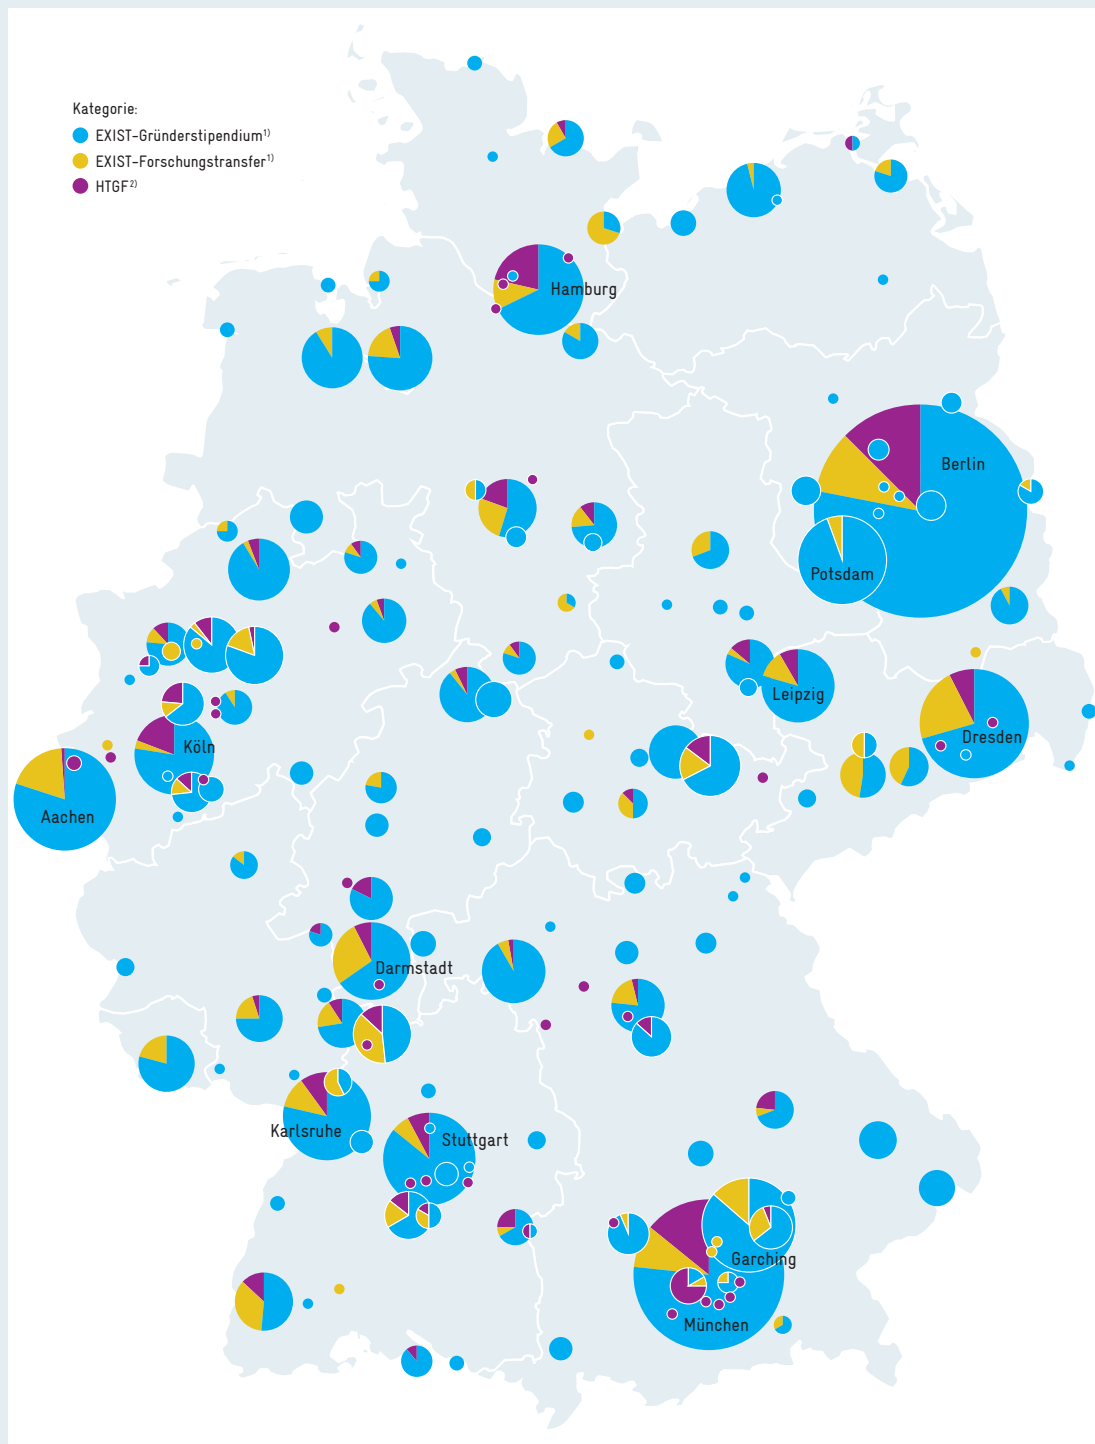 Kategorie:
EXIST-Gründerstipendium¹⁾
EXIST-Forschungstransfer¹⁾
HTGF²⁾
Hamburg
Berlin
Potsdam
Leipzig
Dresden
Köln
Aachen
Darmstadt
Karlsruhe
Stuttgart
Garching
München